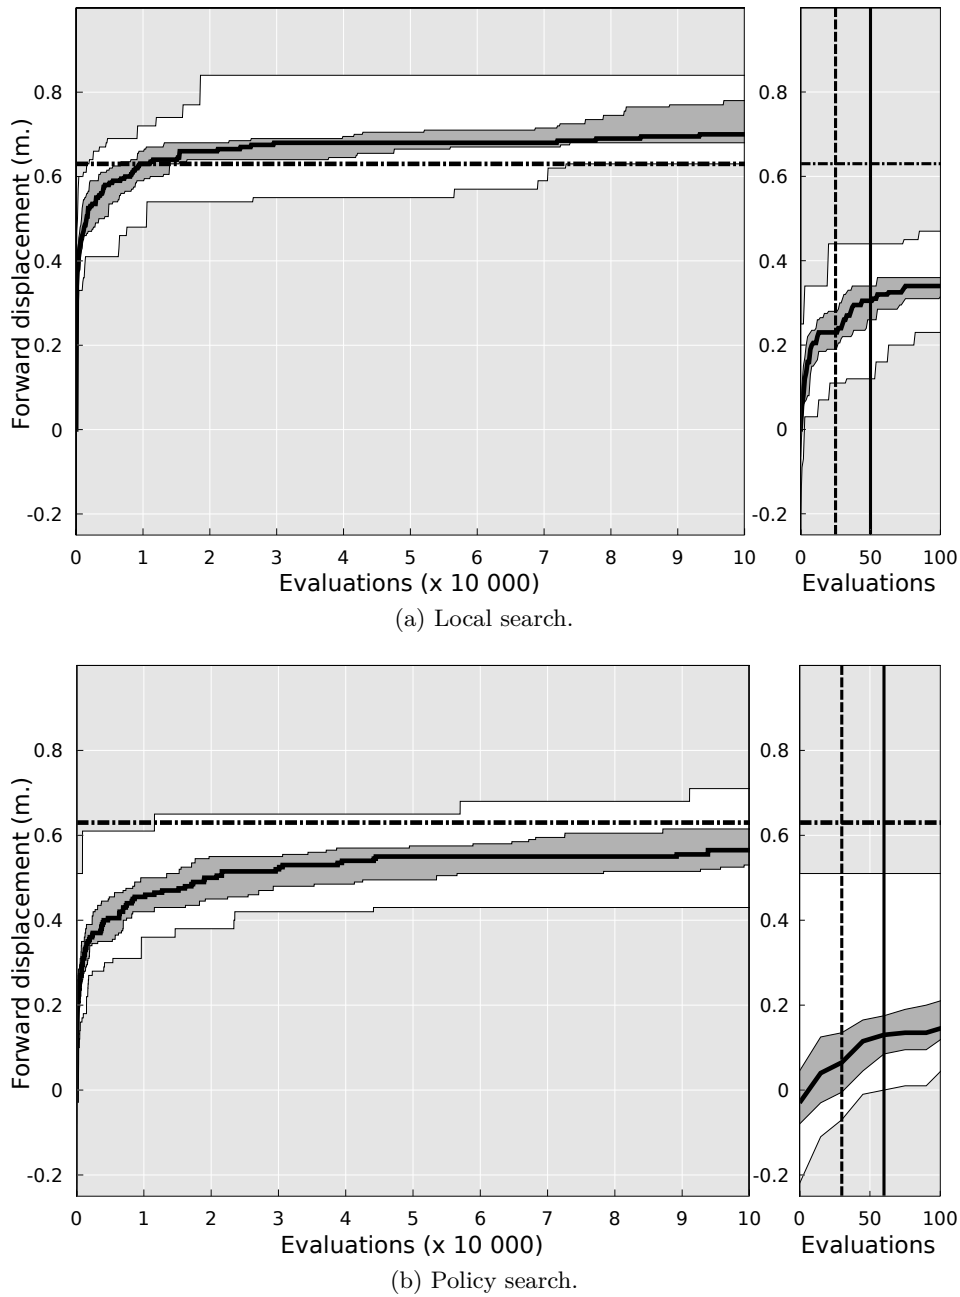 0.8
0.6
0.4
0.2
0
-0.2
Forward displacement (m.)
0 1 2 3 4 5 6 7 8 9 10
Evaluations (x 10 000)
0.8
0.6
0.4
0.2
0
-0.2
0 50 100
Evaluations
(a) Local search.
0.8
0.6
0.4
0.2
0
-0.2
Forward displacement (m.)
0 1 2 3 4 5 6 7 8 9 10
Evaluations (x 10 000)
0.8
0.6
0.4
0.2
0
-0.2
0 50 100
Evaluations
(b) Policy search.